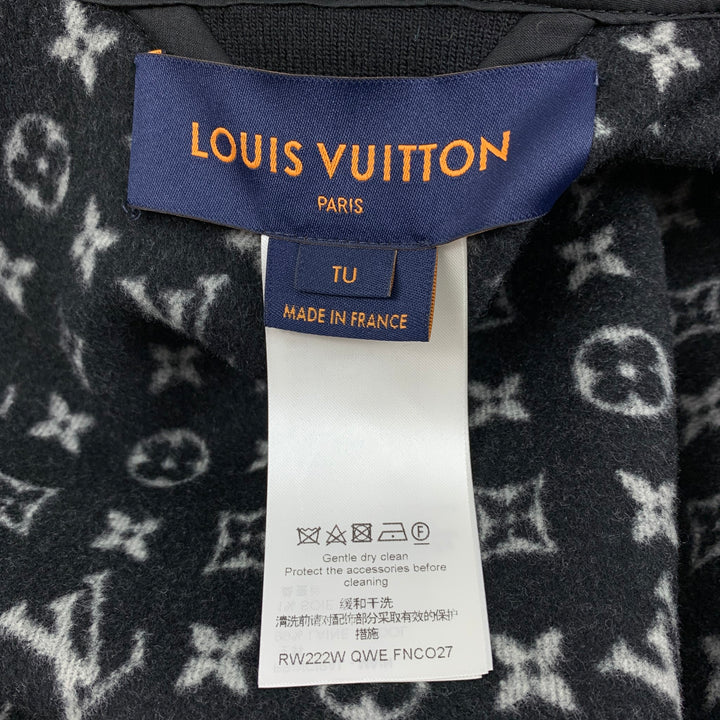 LOUIS VUITTON
PARIS
TU
MADE IN FRANCE
Gentle dry clean
Protect the accessories before
cleaning
缓和干洗
清洗前请对配饰部分采取有效的保护
措施
RW222W QWE FNCO27